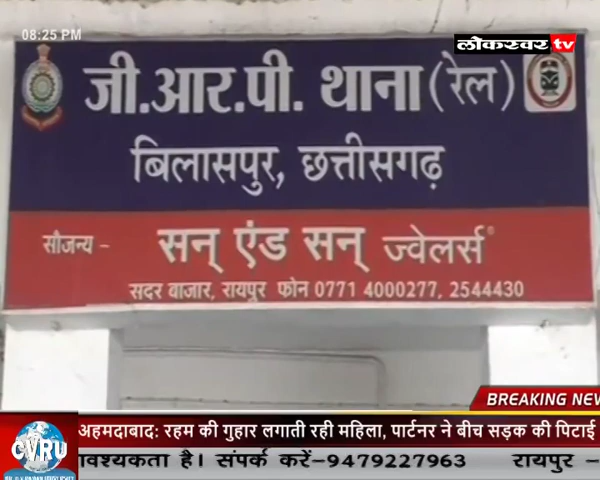 08:25 PM
लोकस्वर tv
जी.आर.पी. थाना (रेल)
बिलासपुर, छत्तीसगढ़
सौजन्य - सन् एंड सन् ज्वेलर्स
सदर बाजार, रायपुर फोन 0771 4000277, 2544430
BREAKING NEW
अहमदाबाद: रहम की गुहार लगाती रही महिला, पार्टनर ने बीच सड़क की पिटाई
CVRU
वश्यकता है। संपर्क करें-9479227963 रायपुर -